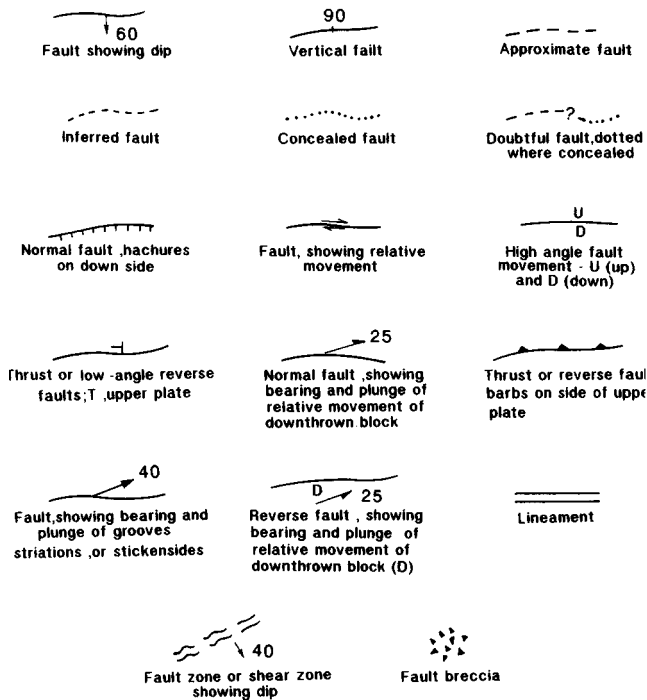 60
Fault showing dip
90
Vertical failt
Approximate fault
Inferred fault
Concealed fault
?
Doubtful fault,dotted
where concealed
Normal fault ,hachures
on down side
Fault, showing relative
movement
U
D
High angle fault
movement - U (up)
and D (down)
T
Thrust or low -angle reverse
faults;T ,upper plate
25
Normal fault ,showing
bearing and plunge of
relative movement of
downthrown block
Thrust or reverse faul
barbs on side of uppe
plate
40
Fault,showing bearing and
plunge of grooves
striations ,or stickensides
D
25
Reverse fault , showing
bearing and plunge of
relative movement of
downthrown block (D)
Lineament
40
Fault zone or shear zone
showing dip
Fault breccia